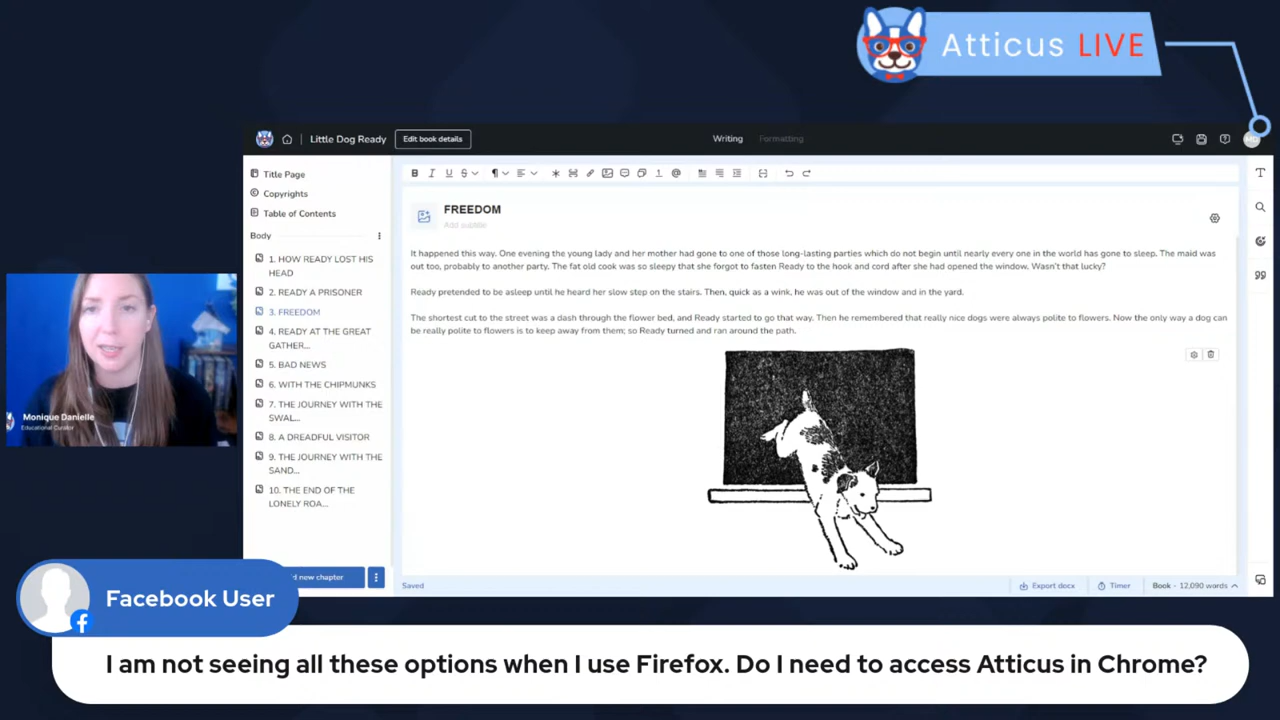 Atticus LIVE
Little Dog Ready
Edit book details
Writing
Formatting
MD
Title Page
Copyrights
Table of Contents
Body
1. HOW READY LOST HIS
HEAD
2. READY A PRISONER
3. FREEDOM
4. READY AT THE GREAT
GATHER...
5. BAD NEWS
6. WITH THE CHIPMUNKS
7. THE JOURNEY WITH THE
SWAL...
8. A DREADFUL VISITOR
9. THE JOURNEY WITH THE
SAND...
10. THE END OF THE
LONELY ROA...
d new chapter
FREEDOM
Add subtitle
It happened this way. One evening the young lady and her mother had gone to one of those long-lasting parties which do not begin until nearly every one in the world has gone to sleep. The maid was
out too, probably to another party. The fat old cook was so sleepy that she forgot to fasten Ready to the hook and cord after she had opened the window. Wasn't that lucky?
Ready pretended to be asleep until he heard her slow step on the stairs. Then, quick as a wink, he was out of the window and in the yard.
The shortest cut to the street was a dash through the flower bed, and Ready started to go that way. Then he remembered that really nice dogs were always polite to flowers. Now the only way a dog can
be really polite to flowers is to keep away from them; so Ready turned and ran around the path.
Saved
Export docx
Timer
Book - 12,090 words
Monique Danielle
Educational Curator
Facebook User
I am not seeing all these options when I use Firefox. Do I need to access Atticus in Chrome?